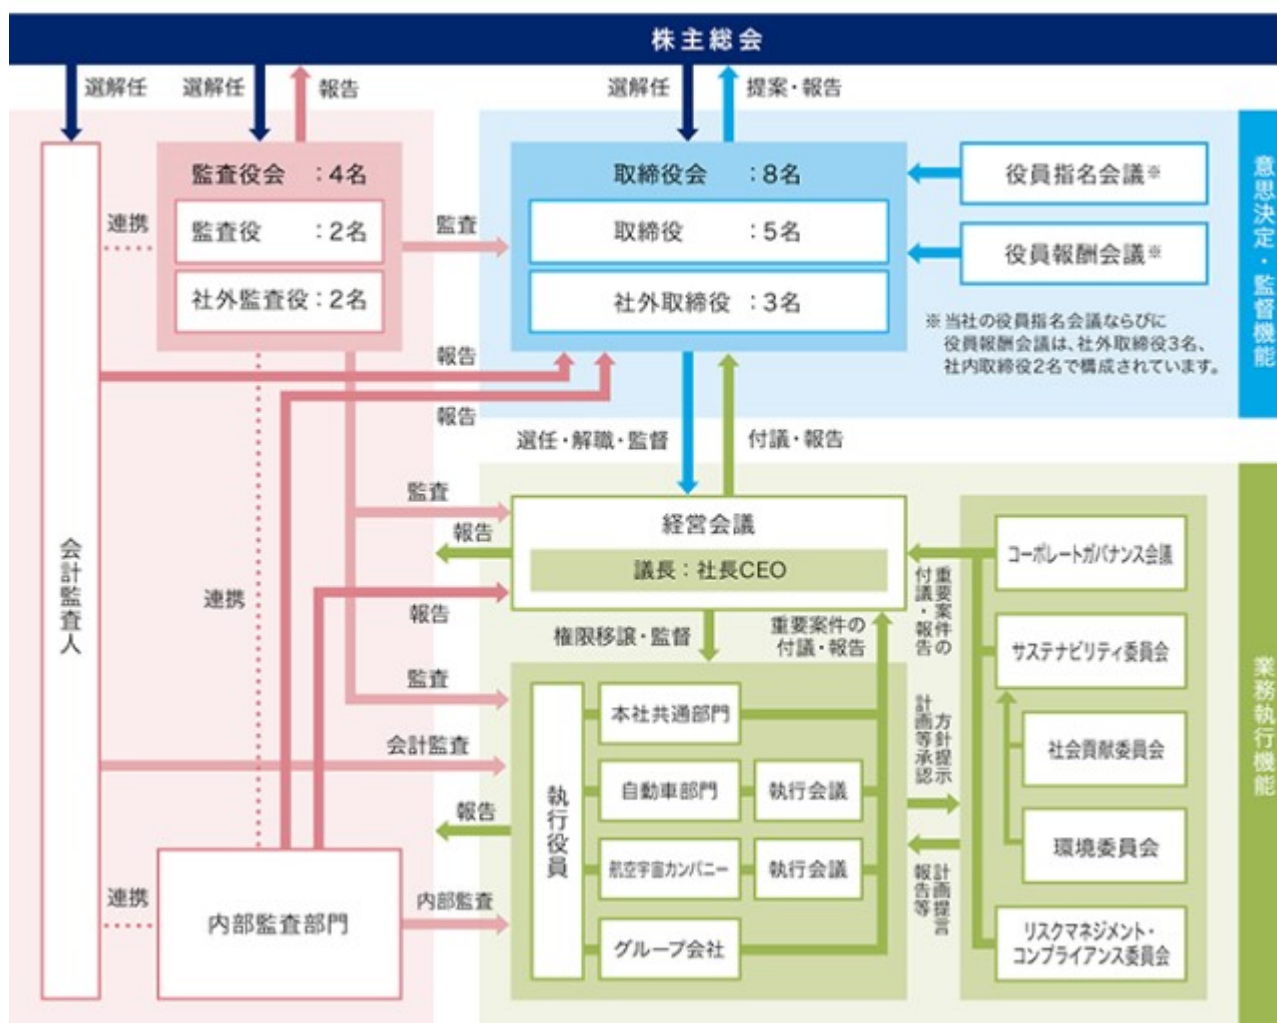 株主総会
選解任
選解任
報告
選解任
提案・報告
監査役会 ：4名
監査役 ：2名
社外監査役：2名
連携
監査
取締役会 ：8名
取締役 ：5名
社外取締役 ：3名
役員指名会議※
役員報酬会議※
※当社の役員指名会議ならびに
役員報酬会議は、社外取締役3名、
社内取締役2名で構成されています。
意思決定・監督機能
報告
報告
選任・解職・監督
付議・報告
監査
報告
経営会議
議長：社長CEO
会計監査人
連携
報告
権限移譲・監督
重要案件の
付議・報告
重要案件の
付議・報告
コーポレートガバナンス会議
サステナビリティ委員会
社会貢献委員会
環境委員会
リスクマネジメント・
コンプライアンス委員会
業務執行機能
監査
会計監査
報告
執行役員
本社共通部門
自動車部門
執行会議
航空宇宙カンパニー
執行会議
グループ会社
方針提示
計画等承認
計画提言
報告等
連携
内部監査部門
内部監査